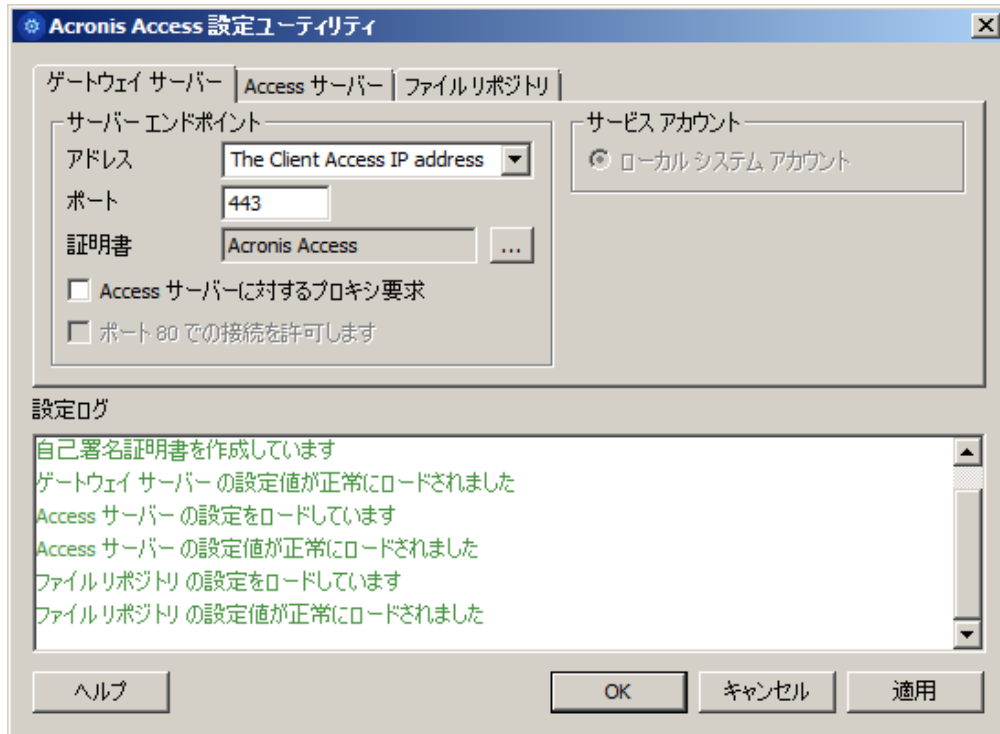 Acronis Access 設定ユーティリティ
ゲートウェイ サーバー
Access サーバー
ファイル リポジトリ
サーバー エンドポイント
アドレス
The Client Access IP address
ポート
443
証明書
Acronis Access
...
Access サーバーに対するプロキシ要求
ポート 80 での接続を許可します
サービス アカウント
ローカル システム アカウント
設定ログ
自己署名証明書を作成しています
ゲートウェイ サーバー の設定値が正常にロードされました
Access サーバー の設定をロードしています
Access サーバー の設定値が正常にロードされました
ファイル リポジトリ の設定をロードしています
ファイル リポジトリ の設定値が正常にロードされました
ヘルプ
OK
キャンセル
適用